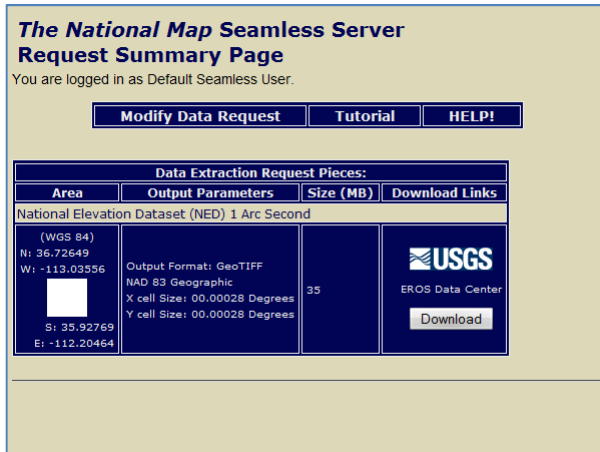 The National Map Seamless Server
Request Summary Page
You are logged in as Default Seamless User.
Modify Data Request Tutorial HELP!
Data Extraction Request Pieces:
Area Output Parameters Size (MB) Download Links
National Elevation Dataset (NED) 1 Arc Second
(WGS 84)
N: 36.72649
W: -113.03556
S: 35.92769
E: -112.20464
Output Format: GeoTIFF
NAD 83 Geographic
X cell Size: 00.00028 Degrees
Y cell Size: 00.00028 Degrees
35
USGS
EROS Data Center
Download